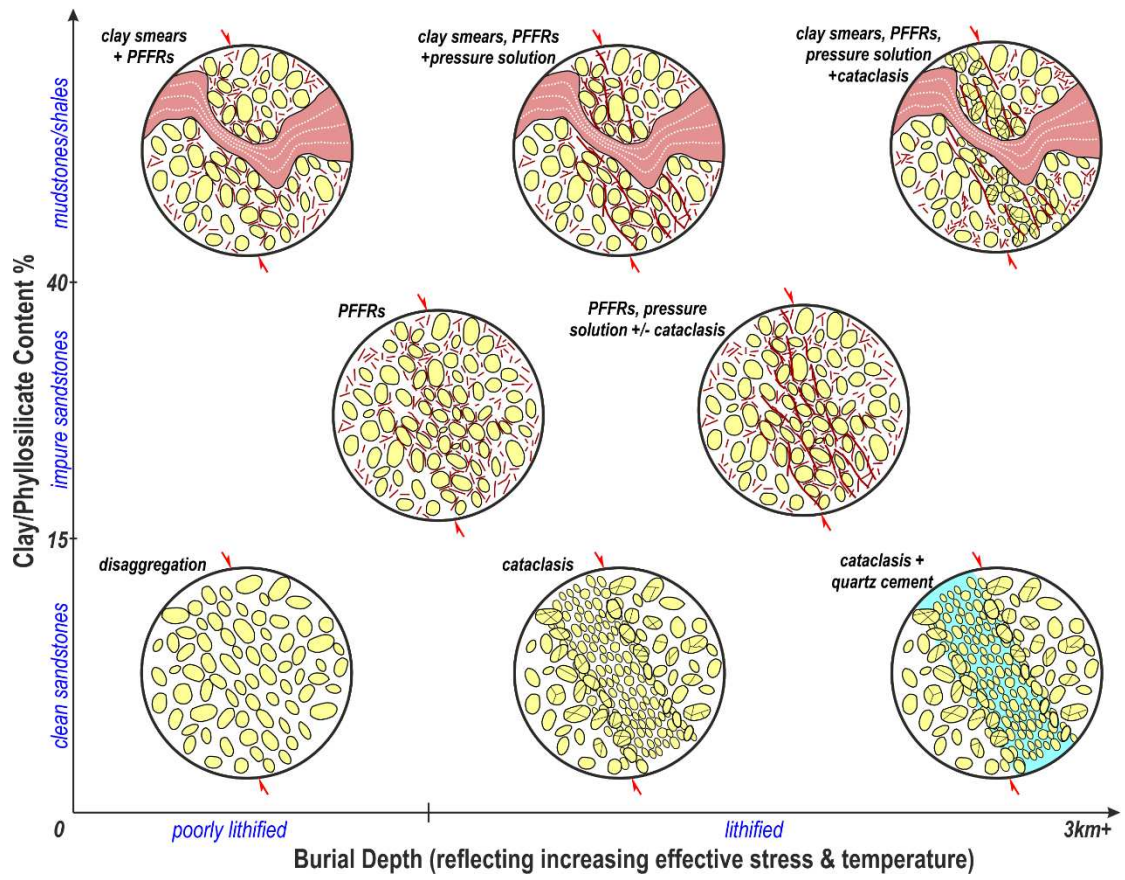 clay smears
+ PFFRs
clay smears, PFFRs
+pressure solution
clay smears, PFFRs,
pressure solution
+cataclasis
mudstones/shales
40
PFFRs
PFFRs, pressure
solution +/- cataclasis
Clay/Phyllosilicate Content %
impure sandstones
15
disaggregation
cataclasis
cataclasis +
quartz cement
clean sandstones
0
poorly lithified
lithified
3km+
Burial Depth (reflecting increasing effective stress & temperature)